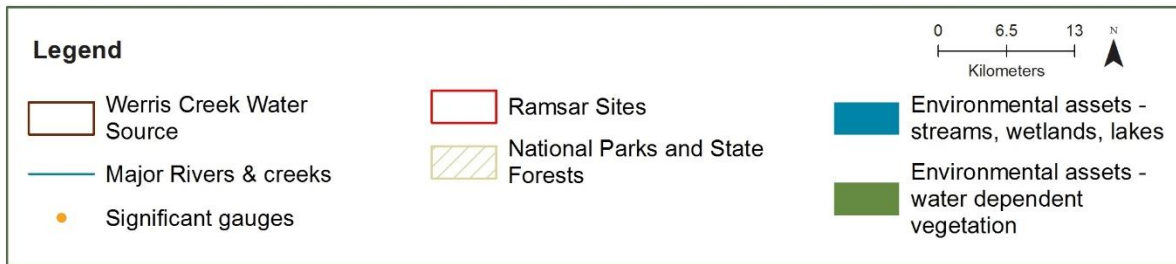 Legend
Werris Creek Water
Source
Major Rivers & creeks
Significant gauges
Ramsar Sites
National Parks and State
Forests
0 6.5 13
N
Kilometers
Environmental assets -
streams, wetlands, lakes
Environmental assets -
water dependent
vegetation